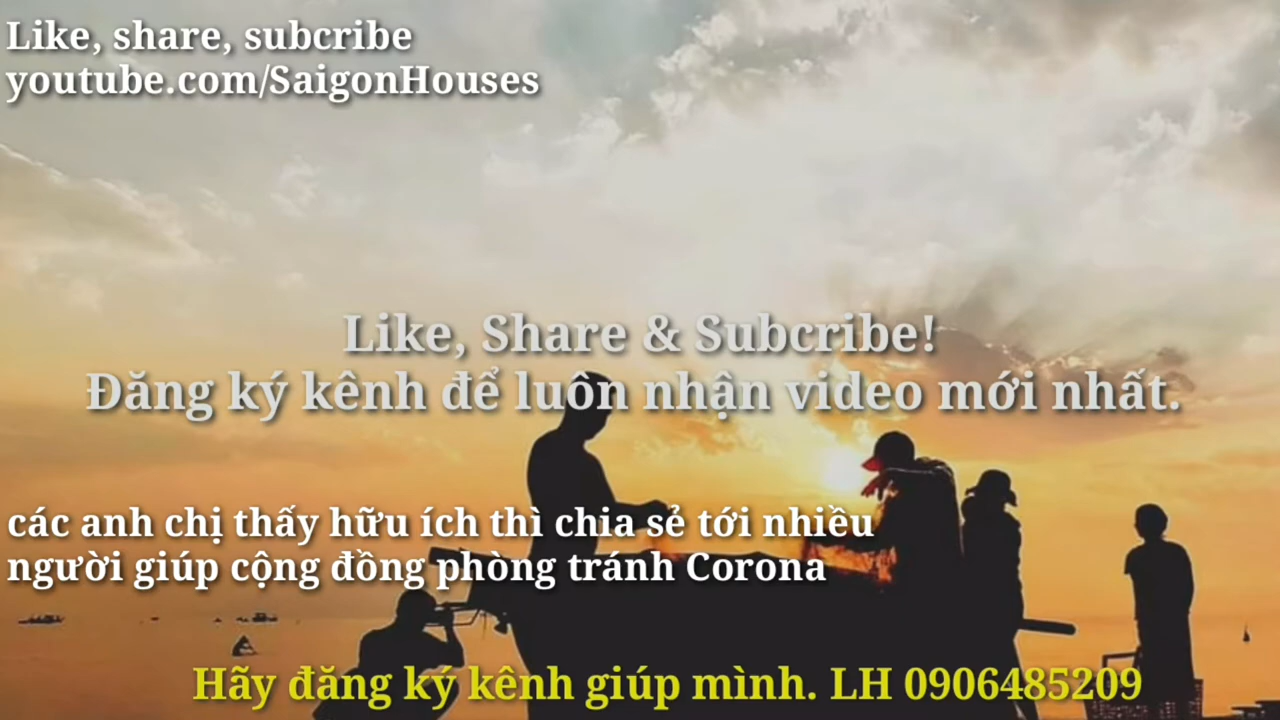 Like, share, subcribe
youtube.com/SaigonHouses
Like, Share & Subcribe!
Đăng ký kênh để luôn nhận video mới nhất.
các anh chị thấy hữu ích thì chia sẻ tới nhiều
người giúp cộng đồng phòng tránh Corona
Hãy đăng ký kênh giúp mình. LH 0906485209